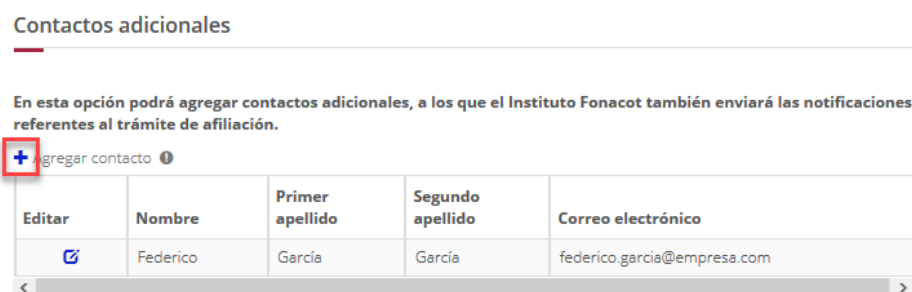 Contactos adicionales
En esta opción podrá agregar contactos adicionales, a los que el Instituto Fonacot también enviará las notificaciones
referentes al trámite de afiliación.
Agregar contacto
Editar Nombre Primer apellido Segundo apellido Correo electrónico
Federico García García federico.garcia@empresa.com